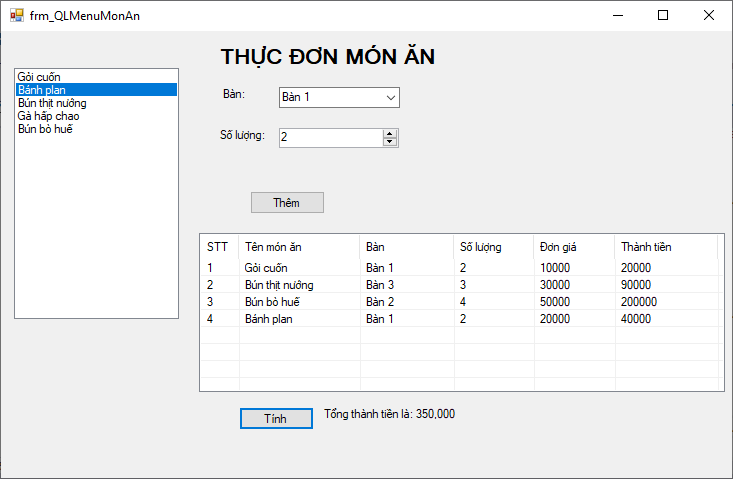 frm_QLMenuMonAn
THỰC ĐƠN MÓN ĂN
Gỏi cuốn
Bánh plan
Bún thịt nướng
Gà hấp chao
Bún bò huế
Bàn: Bàn 1
Số lượng: 2
Thêm
STT Tên món ăn Bàn Số lượng Đơn giá Thành tiền
1 Gỏi cuốn Bàn 1 2 10000 20000
2 Bún thịt nướng Bàn 3 3 30000 90000
3 Bún bò huế Bàn 2 4 50000 200000
4 Bánh plan Bàn 1 2 20000 40000
Tính Tổng thành tiền là: 350,000